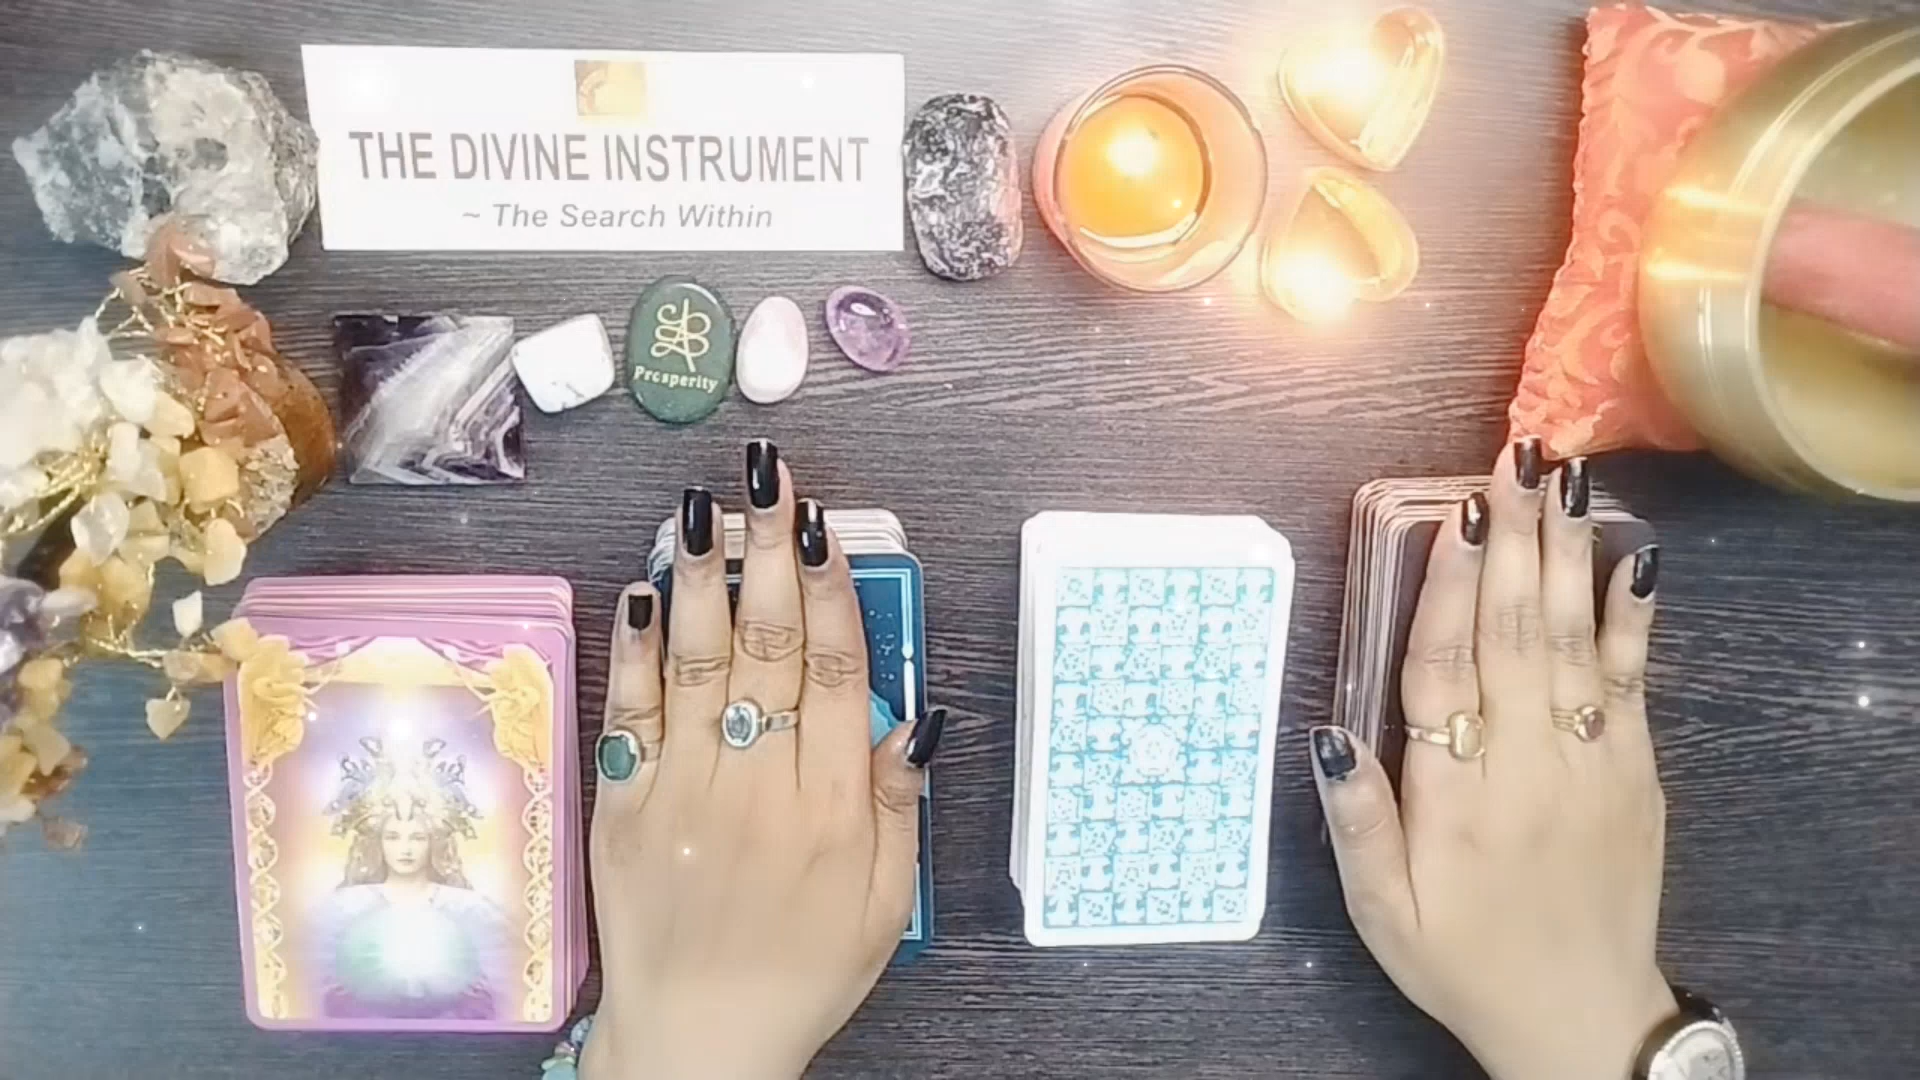 THE DIVINE INSTRUMENT
~ The Search Within
Prosperity